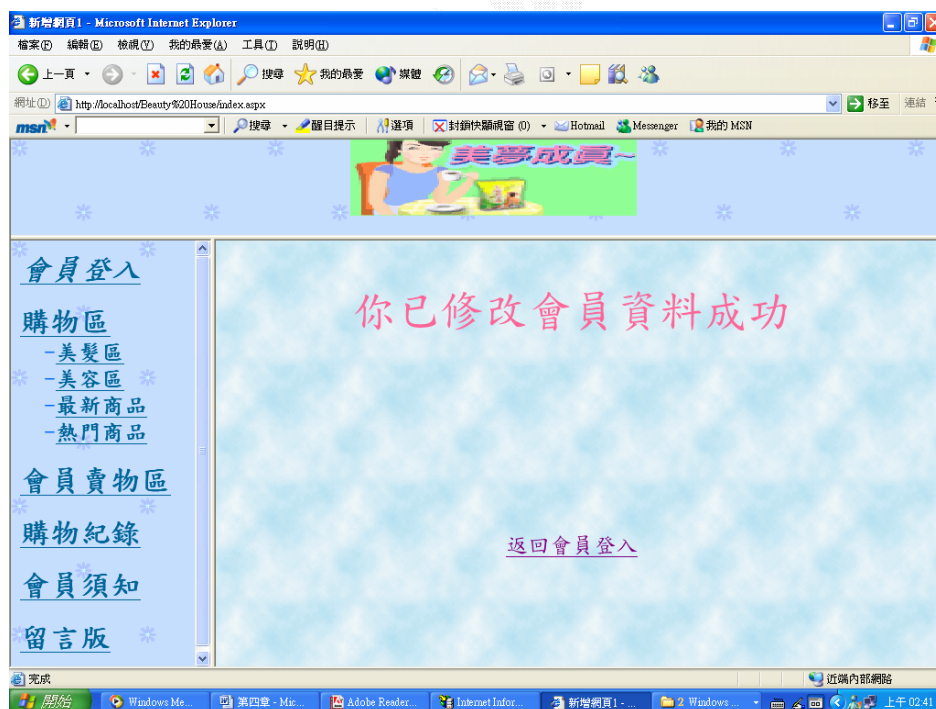 新增網頁1 - Microsoft Internet Explorer
檔案(F) 編輯(E) 檢視(V) 我的最愛(A) 工具(T) 說明(H)
上一頁 搜尋 我的最愛 媒體
網址(D) http://localhost/Beauty%20House/index.aspx 移至 連結
msn 搜尋 醒目提示 選項 封鎖快顯視窗 (0) Hotmail Messenger 我的 MSN
美夢成真~
會員登入
購物區
-美髮區
-美容區
-最新商品
-熱門商品
會員賣物區
購物紀錄
會員須知
留言版
你已修改會員資料成功
返回會員登入
完成 近端內部網路
開始 Windows Me... 第四章 - Mic... Adobe Reader... Internet Infor... 新增網頁1 - ... 2 Windows ... 上午 02:41